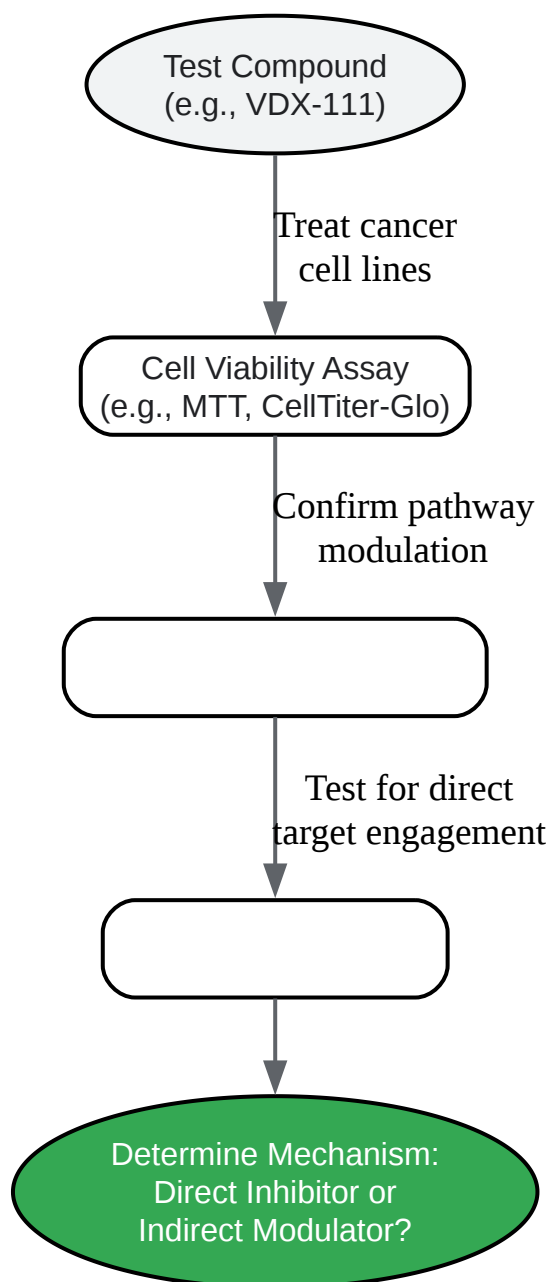 Test Compound
(e.g., VDX-111)
Treat cancer
cell lines
Cell Viability Assay
(e.g., MTT, CellTiter-Glo)
Confirm pathway
modulation
Test for direct
target engagement
Determine Mechanism:
Direct Inhibitor or
Indirect Modulator?